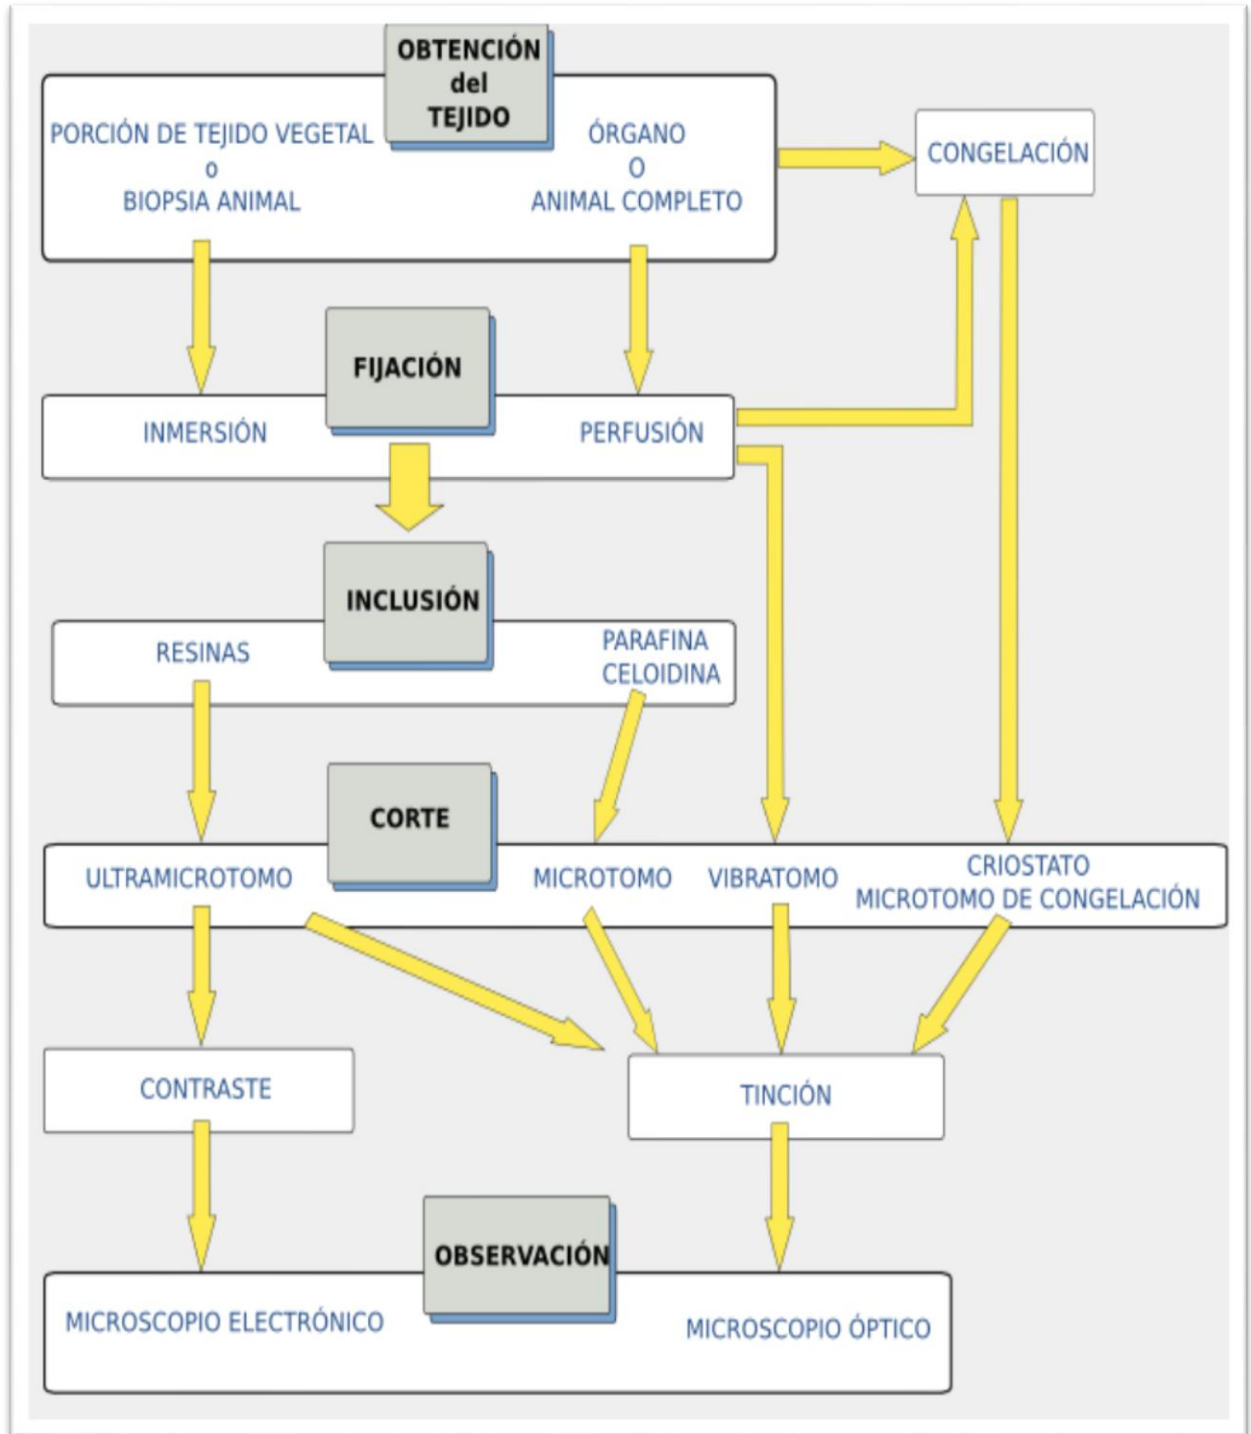 OBTENCIÓN
del
TEJIDO
PORCIÓN DE TEJIDO VEGETAL
o
BIOPSIA ANIMAL
ÓRGANO
O
ANIMAL COMPLETO
CONGELACIÓN
FIJACIÓN
INMERSIÓN
PERFUSIÓN
INCLUSIÓN
RESINAS
PARAFINA
CELOIDINA
CORTE
ULTRAMICROTOMO
MICROTOMO
VIBRATOMO
CRIOSTATO
MICROTOMO DE CONGELACIÓN
CONTRASTE
TINCIÓN
OBSERVACIÓN
MICROSCOPIO ELECTRÓNICO
MICROSCOPIO ÓPTICO